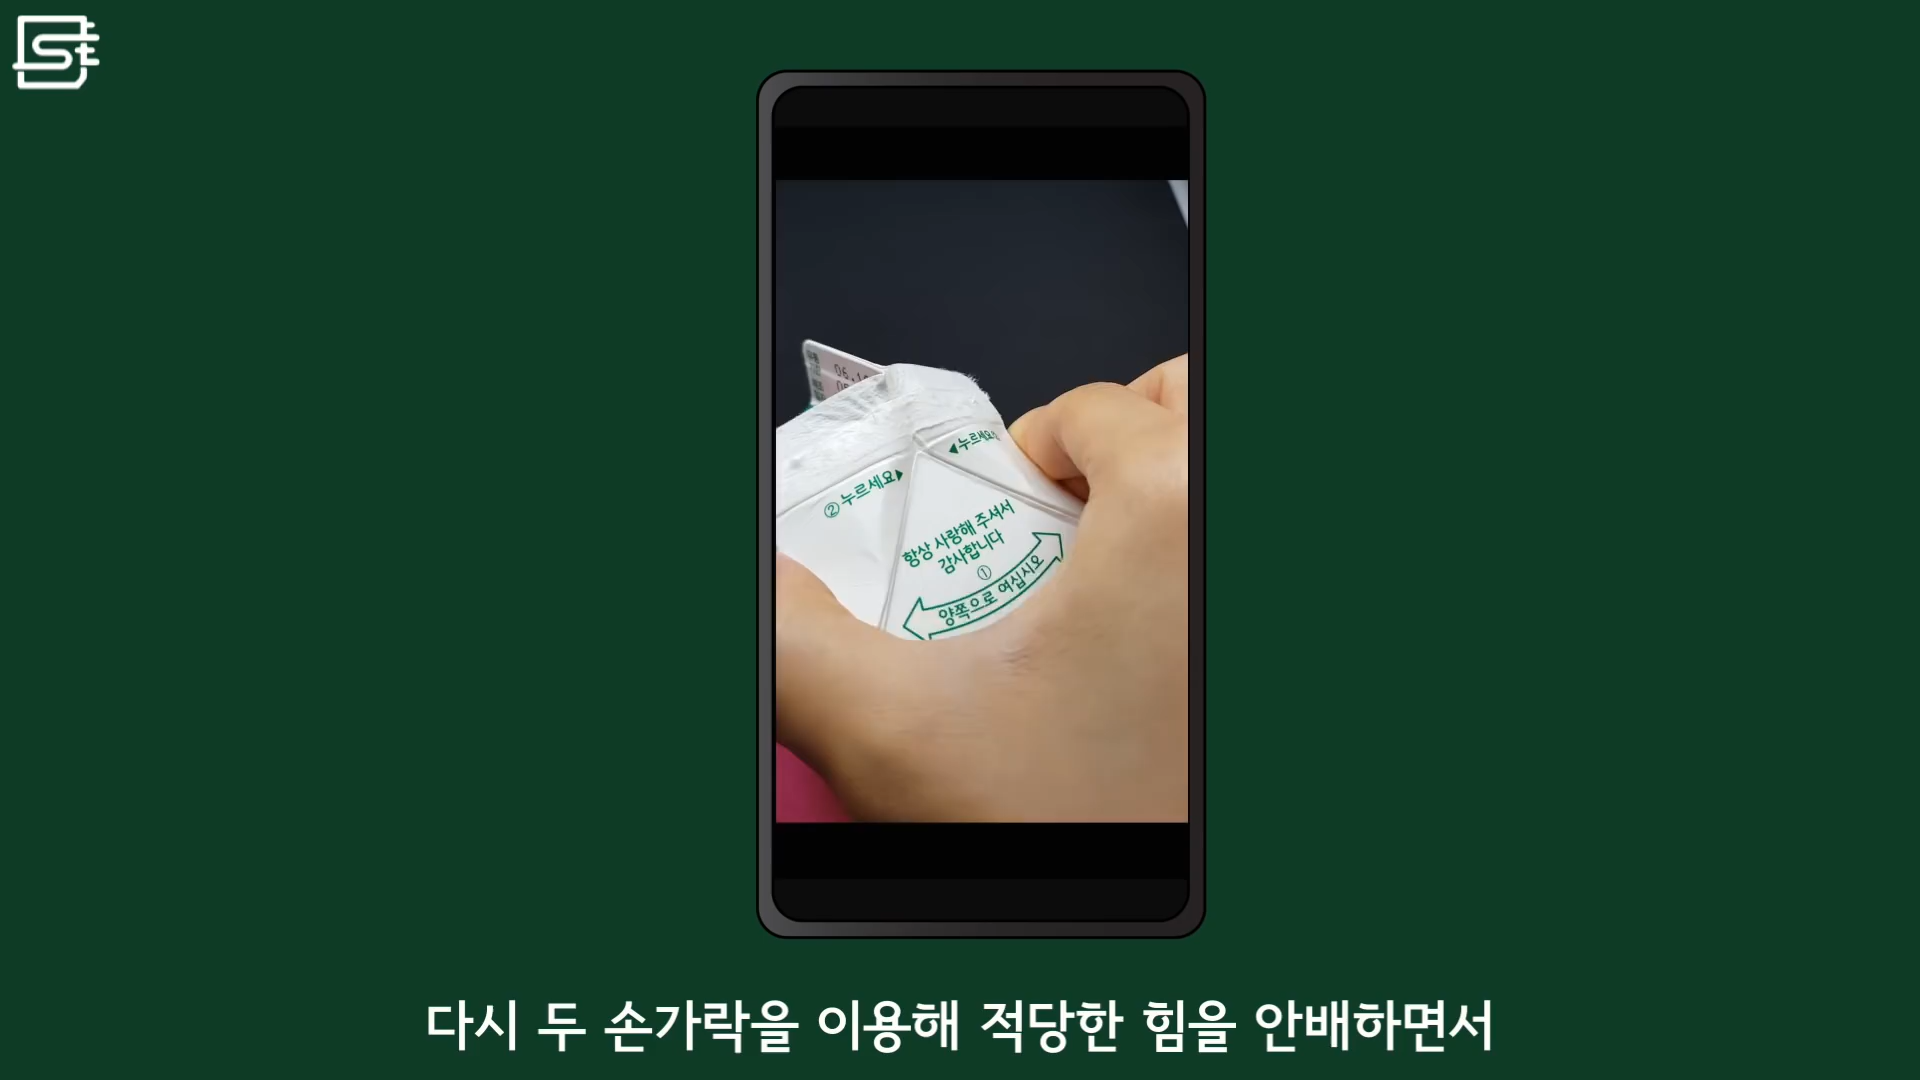 06.1
◀누르세요
② 누르세요▶
항상 사랑해 주셔서
감사합니다
①
양쪽으로 여십시오
다시 두 손가락을 이용해 적당한 힘을 안배하면서